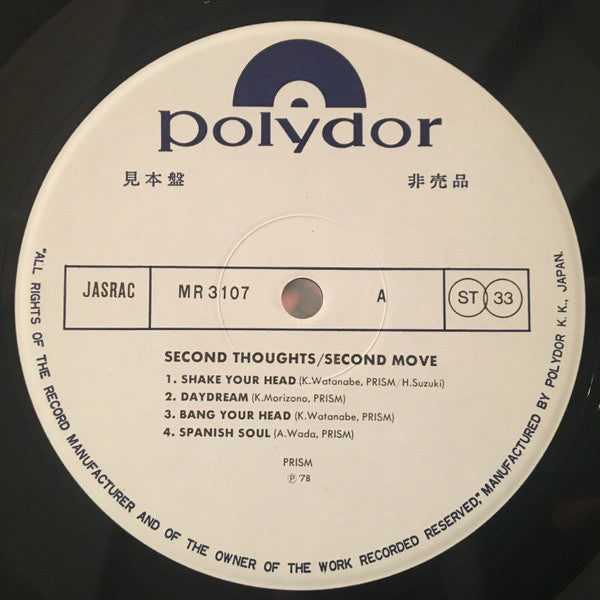 polydor
見本盤 非売品
JASRAC MR 3107 A ST 33
SECOND THOUGHTS/SECOND MOVE
1. SHAKE YOUR HEAD (K.Watanabe, PRISM/H.Suzuki)
2. DAYDREAM (K.Morizono, PRISM)
3. BANG YOUR HEAD (K.Watanabe, PRISM)
4. SPANISH SOUL (A.Wada, PRISM)
PRISM
Ⓟ '78
"ALL RIGHTS OF THE RECORD MANUFACTURER AND OF THE OWNER OF THE WORK RECORDED RESERVED," MANUFACTURED BY POLYDOR K. K., JAPAN.